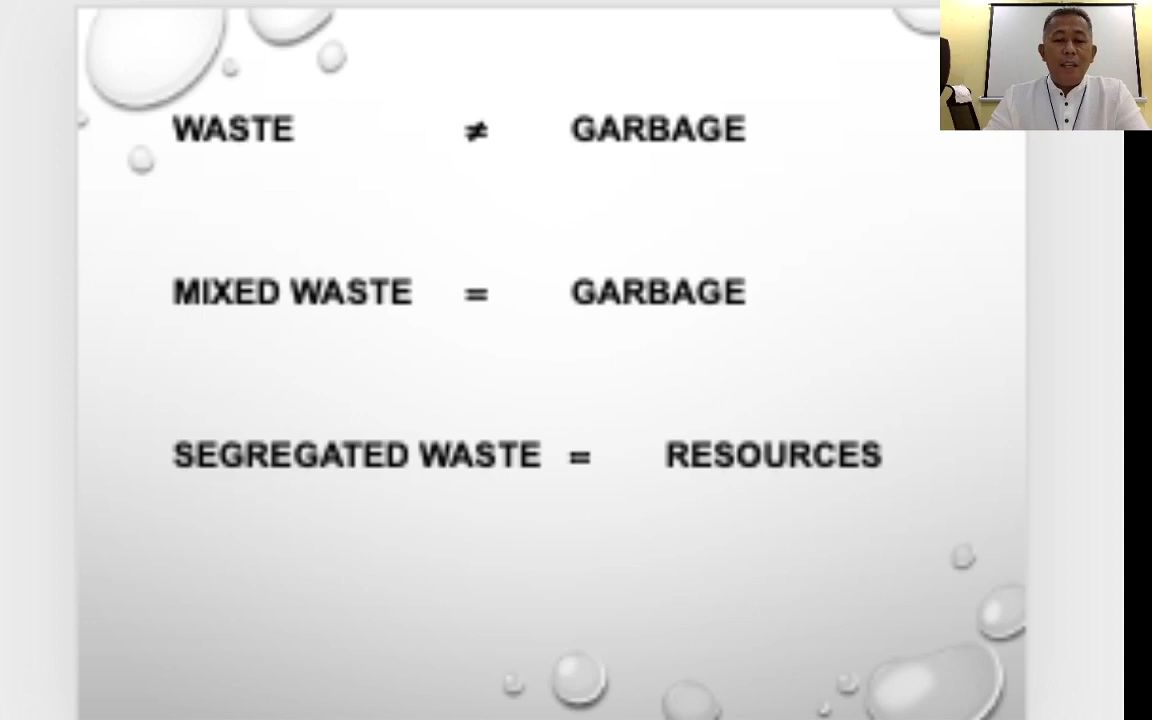 WASTE ≠ GARBAGE
MIXED WASTE = GARBAGE
SEGREGATED WASTE = RESOURCES